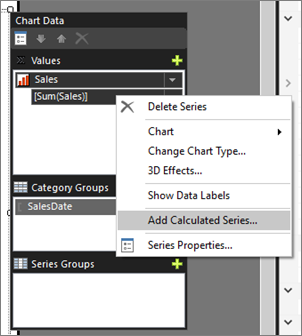 Chart Data
Values
Sales
[Sum(Sales)]
Delete Series
Chart
Change Chart Type...
3D Effects...
Show Data Labels
Add Calculated Series...
Series Properties...
Category Groups
SalesDate
Series Groups